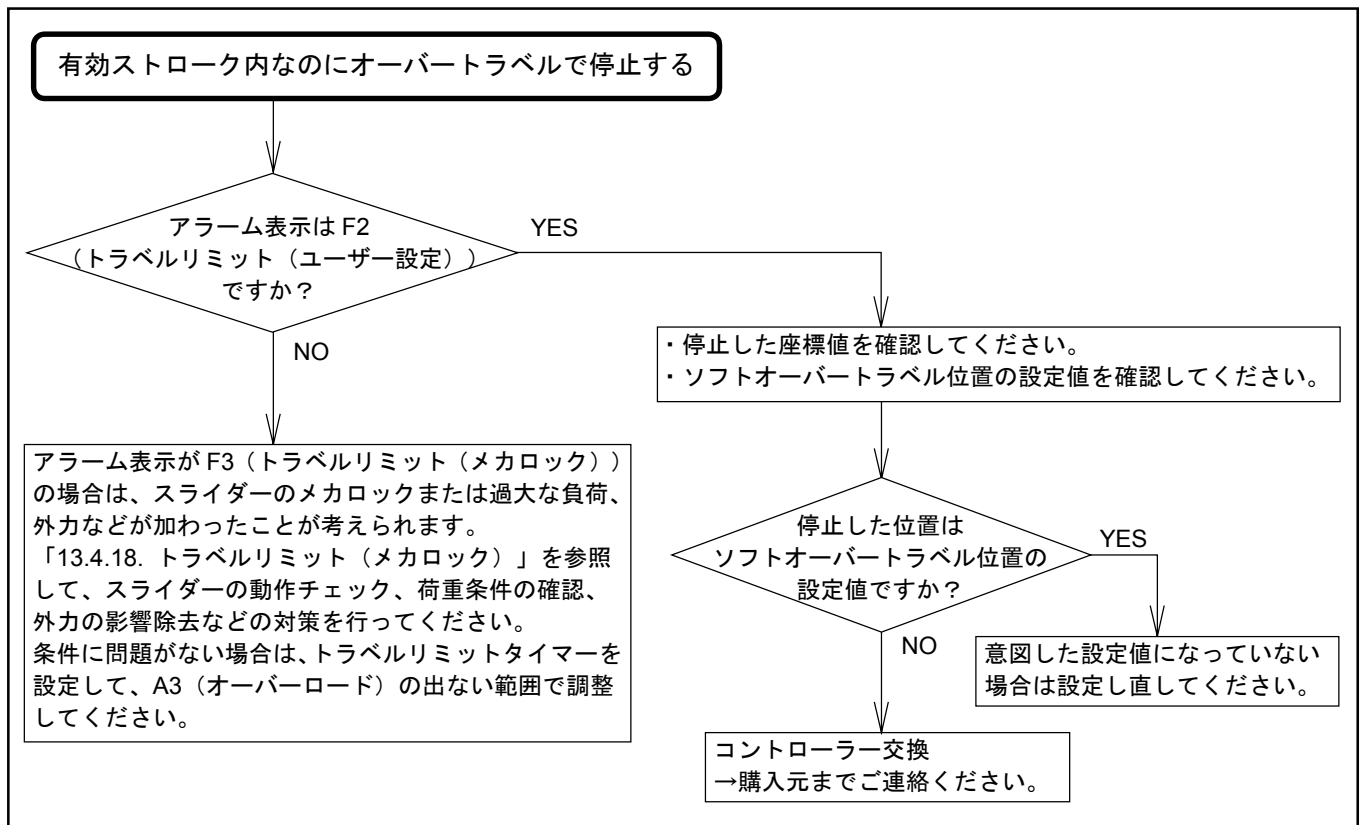 有効ストローク内なのにオーバートラベルで停止する
アラーム表示は F2
（トラベルリミット（ユーザー設定））
ですか？
YES
NO
・停止した座標値を確認してください。
・ソフトオーバートラベル位置の設定値を確認してください。
アラーム表示が F3（トラベルリミット（メカロック））
の場合は、スライダーのメカロックまたは過大な負荷、
外力などが加わったことが考えられます。
「13.4.18. トラベルリミット（メカロック）」を参照
して、スライダーの動作チェック、荷重条件の確認、
外力の影響除去などの対策を行ってください。
条件に問題がない場合は、トラベルリミットタイマーを
設定して、A3（オーバーロード）の出ない範囲で調整
してください。
停止した位置は
ソフトオーバートラベル位置の
設定値ですか？
YES
NO
意図した設定値になっていない
場合は設定し直してください。
コントローラー交換
→購入元までご連絡ください。